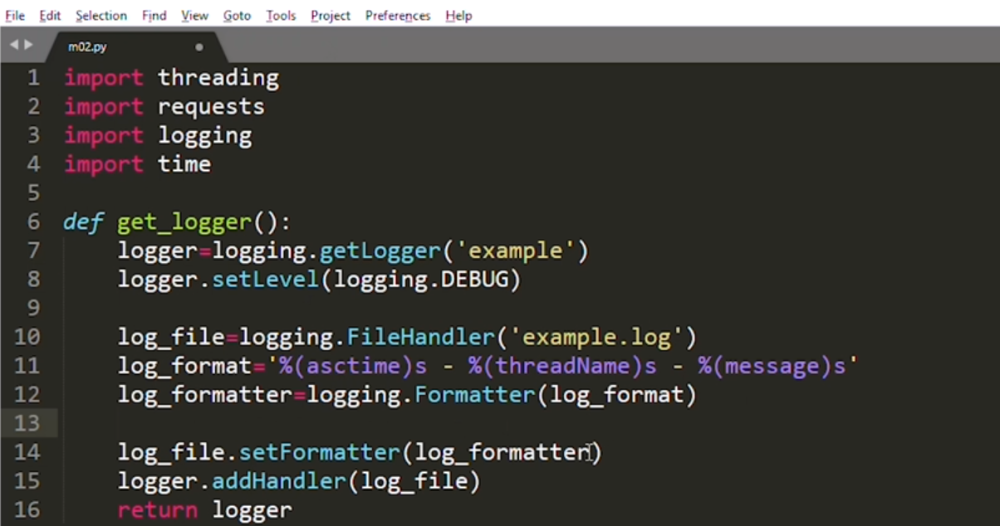 File Edit Selection Find View Goto Tools Project Preferences Help
m02.py
1 import threading
2 import requests
3 import logging
4 import time
5
6 def get_logger():
7     logger=logging.getLogger('example')
8     logger.setLevel(logging.DEBUG)
9
10     log_file=logging.FileHandler('example.log')
11     log_format='%(asctime)s - %(threadName)s - %(message)s'
12     log_formatter=logging.Formatter(log_format)
13
14     log_file.setFormatter(log_formatter)
15     logger.addHandler(log_file)
16     return logger